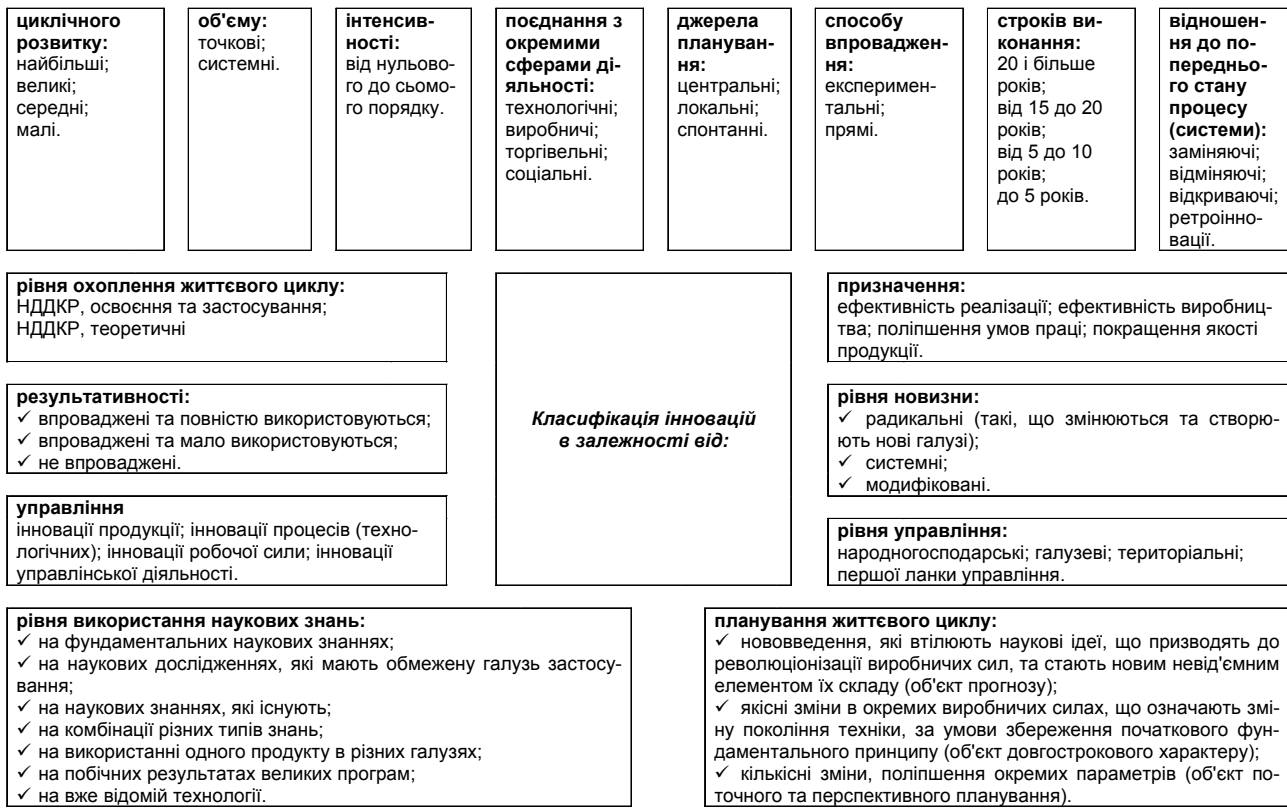 циклічного
розвитку:
найбільші;
великі;
середні;
малі.
об'єму:
точкові;
системні.
інтенсив-
ності:
від нульово-
го до сьомо-
го порядку.
поєднання з
окремими
сферами ді-
яльності:
технологічні;
виробничі;
торгівельні;
соціальні.
джерела
плануван-
ня:
центральні;
локальні;
спонтанні.
способу
впроваджен-
ня:
експеримен-
тальні;
прямі.
строків ви-
конання:
20 і більше
років;
від 15 до 20
років;
від 5 до 10
років;
до 5 років.
відношен-
ня до по-
передньо-
го стану
процесу
(системи):
заміняючі;
відміняючі;
відкриваючі;
ретроінно-
вації.
рівня охоплення життєвого циклу:
НДДКР, освоєння та застосування;
НДДКР, теоретичні
результативності:
✓ впроваджені та повністю використовуються;
✓ впроваджені та мало використовуються;
✓ не впроваджені.
управління
інновації продукції; інновації процесів (техно-
логічних); інновації робочої сили; інновації
управлінської діяльності.
Класифікація інновацій
в залежності від:
призначення:
ефективність реалізації; ефективність виробниц-
тва; поліпшення умов праці; покращення якості
продукції.
рівня новизни:
✓ радикальні (такі, що змінюються та створю-
ють нові галузі);
✓ системні;
✓ модифіковані.
рівня управління:
народногосподарські; галузеві; територіальні;
першої ланки управління.
рівня використання наукових знань:
✓ на фундаментальних наукових знаннях;
✓ на наукових дослідженнях, які мають обмежену галузь застосу-
вання;
✓ на наукових знаннях, які існують;
✓ на комбінації різних типів знань;
✓ на використанні одного продукту в різних галузях;
✓ на побічних результатах великих програм;
✓ на вже відомій технології.
планування життєвого циклу:
✓ нововведення, які втілюють наукові ідеї, що призводять до
революціонізації виробничих сил, та стають новим невід'ємним
елементом їх складу (об'єкт прогнозу);
✓ якісні зміни в окремих виробничих силах, що означають змі-
ну покоління техніки, за умови збереження початкового фун-
даментального принципу (об'єкт довгострокового характеру);
✓ кількісні зміни, поліпшення окремих параметрів (об'єкт по-
точного та перспективного планування).